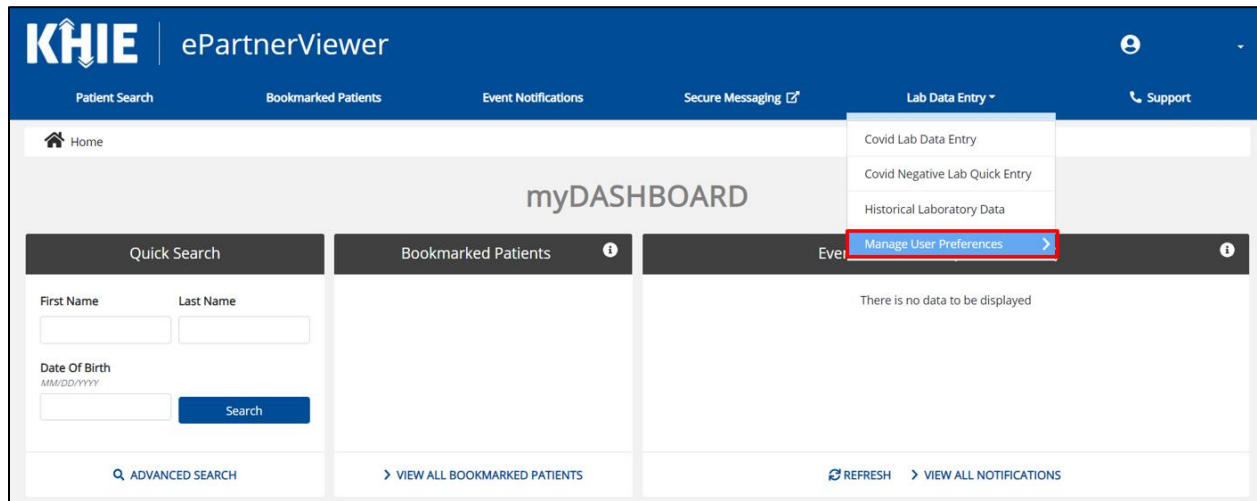 KHIE ePartnerViewer
Patient Search Bookmarked Patients Event Notifications Secure Messaging Lab Data Entry Support
Home
Covid Lab Data Entry
Covid Negative Lab Quick Entry
Historical Laboratory Data
Manage User Preferences
myDASHBOARD
Quick Search
First Name Last Name
Date Of Birth
MM/DD/YYYY
Search
ADVANCED SEARCH
Bookmarked Patients
VIEW ALL BOOKMARKED PATIENTS
There is no data to be displayed
REFRESH VIEW ALL NOTIFICATIONS